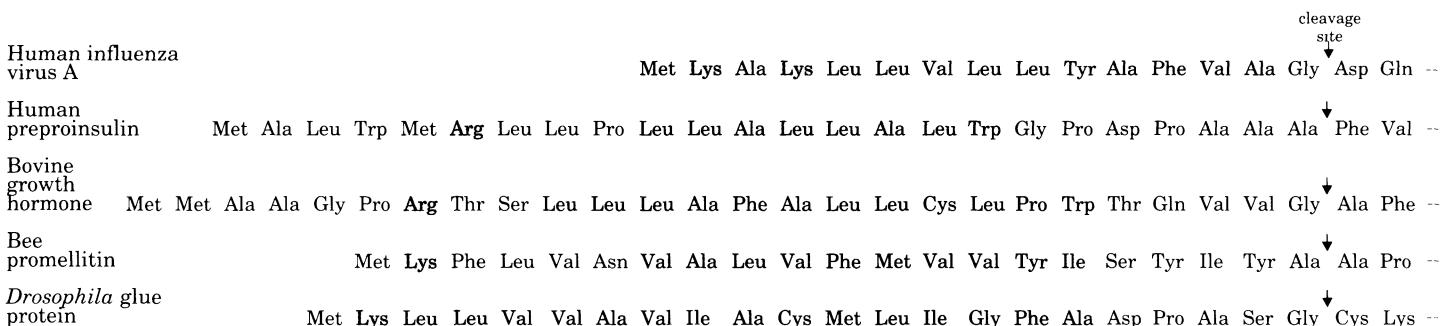 cleavage
site
Human influenza
virus A
Met Lys Ala Lys Leu Leu Val Leu Leu Tyr Ala Phe Val Ala Gly Asp Gln --
Human
preproinsulin
Met Ala Leu Trp Met Arg Leu Leu Pro Leu Leu Ala Leu Leu Ala Leu Trp Gly Pro Asp Pro Ala Ala Ala Phe Val --
Bovine
growth
hormone
Met Met Ala Ala Gly Pro Arg Thr Ser Leu Leu Leu Ala Phe Ala Leu Leu Cys Leu Pro Trp Thr Gln Val Val Gly Ala Phe --
Bee
promellitin
Met Lys Phe Leu Val Asn Val Ala Leu Val Phe Met Val Val Tyr Ile Ser Tyr Ile Tyr Ala Ala Pro --
Drosophila glue
protein
Met Lys Leu Leu Val Val Ala Val Ile Ala Cys Met Leu Ile Gly Phe Ala Asp Pro Ala Ser Gly Cys Lys --